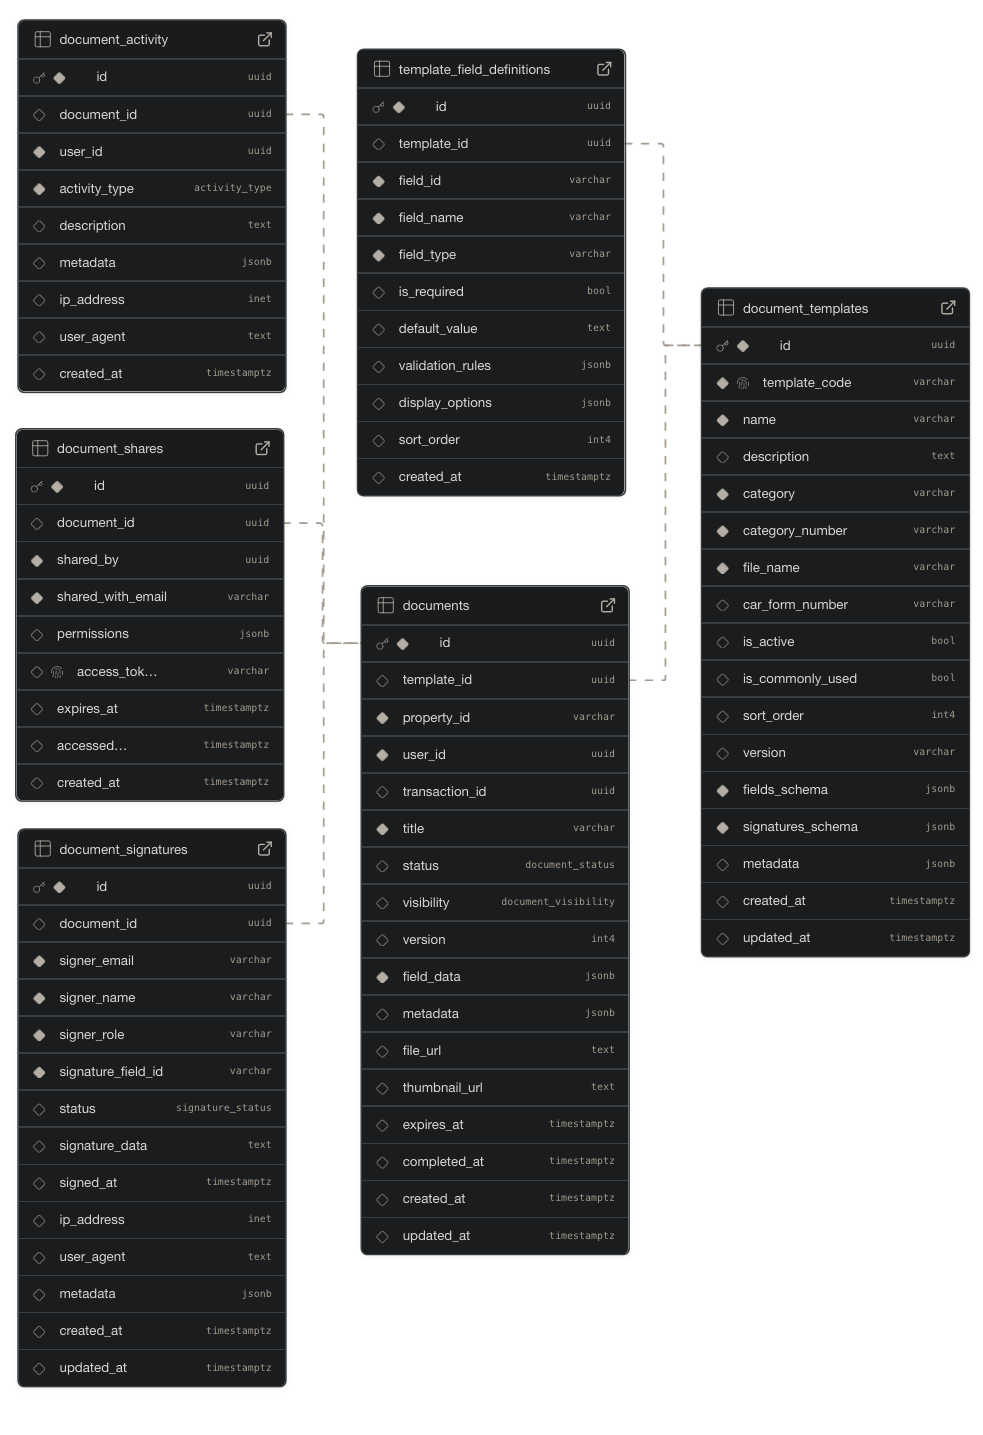 document_activity
id uuid
document_id uuid
user_id uuid
activity_type activity_type
description text
metadata jsonb
ip_address inet
user_agent text
created_at timestamptz
document_shares
id uuid
document_id uuid
shared_by uuid
shared_with_email varchar
permissions jsonb
access_tok... varchar
expires_at timestamptz
accessed... timestamptz
created_at timestamptz
document_signatures
id uuid
document_id uuid
signer_email varchar
signer_name varchar
signer_role varchar
signature_field_id varchar
status signature_status
signature_data text
signed_at timestamptz
ip_address inet
user_agent text
metadata jsonb
created_at timestamptz
updated_at timestamptz
template_field_definitions
id uuid
template_id uuid
field_id varchar
field_name varchar
field_type varchar
is_required bool
default_value text
validation_rules jsonb
display_options jsonb
sort_order int4
created_at timestamptz
documents
id uuid
template_id uuid
property_id varchar
user_id uuid
transaction_id uuid
title varchar
status document_status
visibility document_visibility
version int4
field_data jsonb
metadata jsonb
file_url text
thumbnail_url text
expires_at timestamptz
completed_at timestamptz
created_at timestamptz
updated_at timestamptz
document_templates
id uuid
template_code varchar
name varchar
description text
category varchar
category_number varchar
file_name varchar
car_form_number varchar
is_active bool
is_commonly_used bool
sort_order int4
version varchar
fields_schema jsonb
signatures_schema jsonb
metadata jsonb
created_at timestamptz
updated_at timestamptz